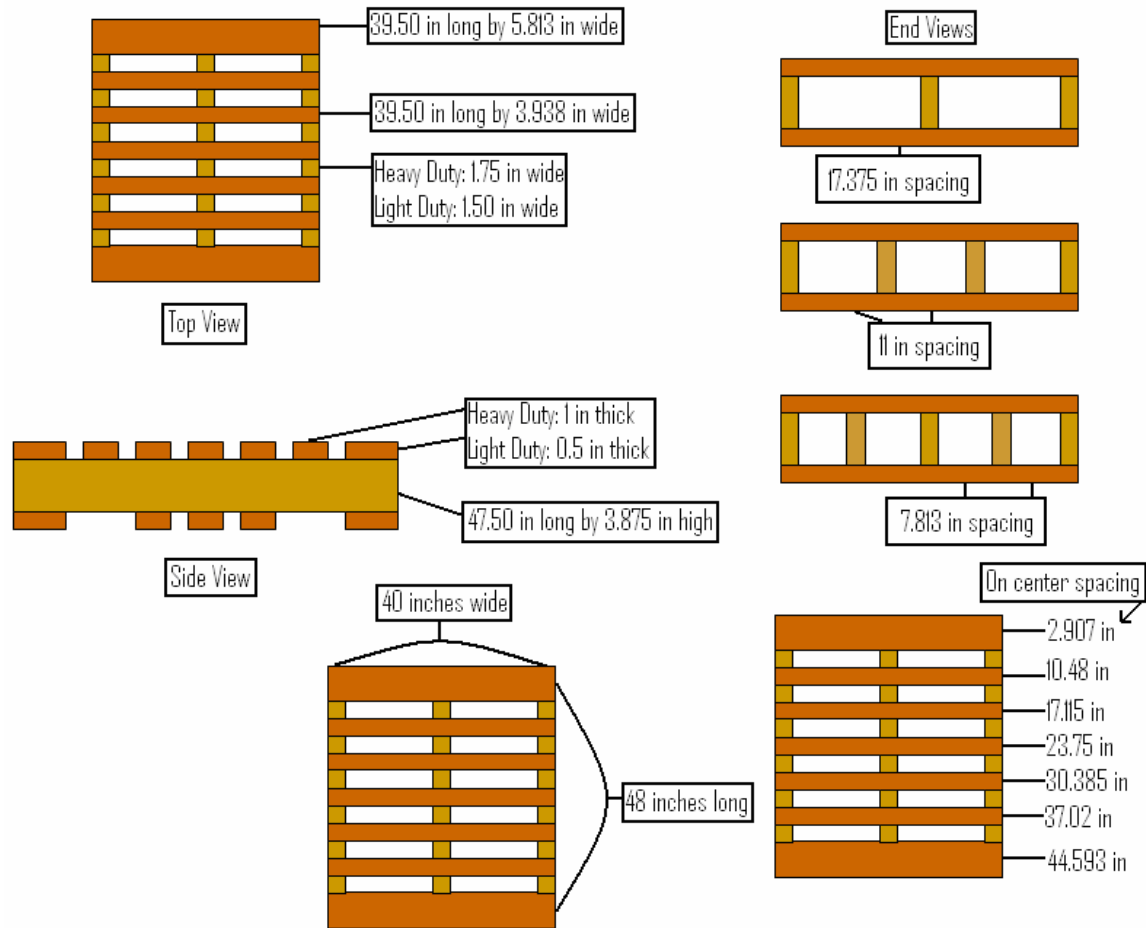 39.50 in long by 5.813 in wide
39.50 in long by 3.938 in wide
Heavy Duty: 1.75 in wide
Light Duty: 1.50 in wide
Top View
End Views
17.375 in spacing
11 in spacing
7.813 in spacing
Heavy Duty: 1 in thick
Light Duty: 0.5 in thick
47.50 in long by 3.875 in high
Side View
40 inches wide
48 inches long
On center spacing
2.907 in
10.48 in
17.115 in
23.75 in
30.385 in
37.02 in
44.593 in